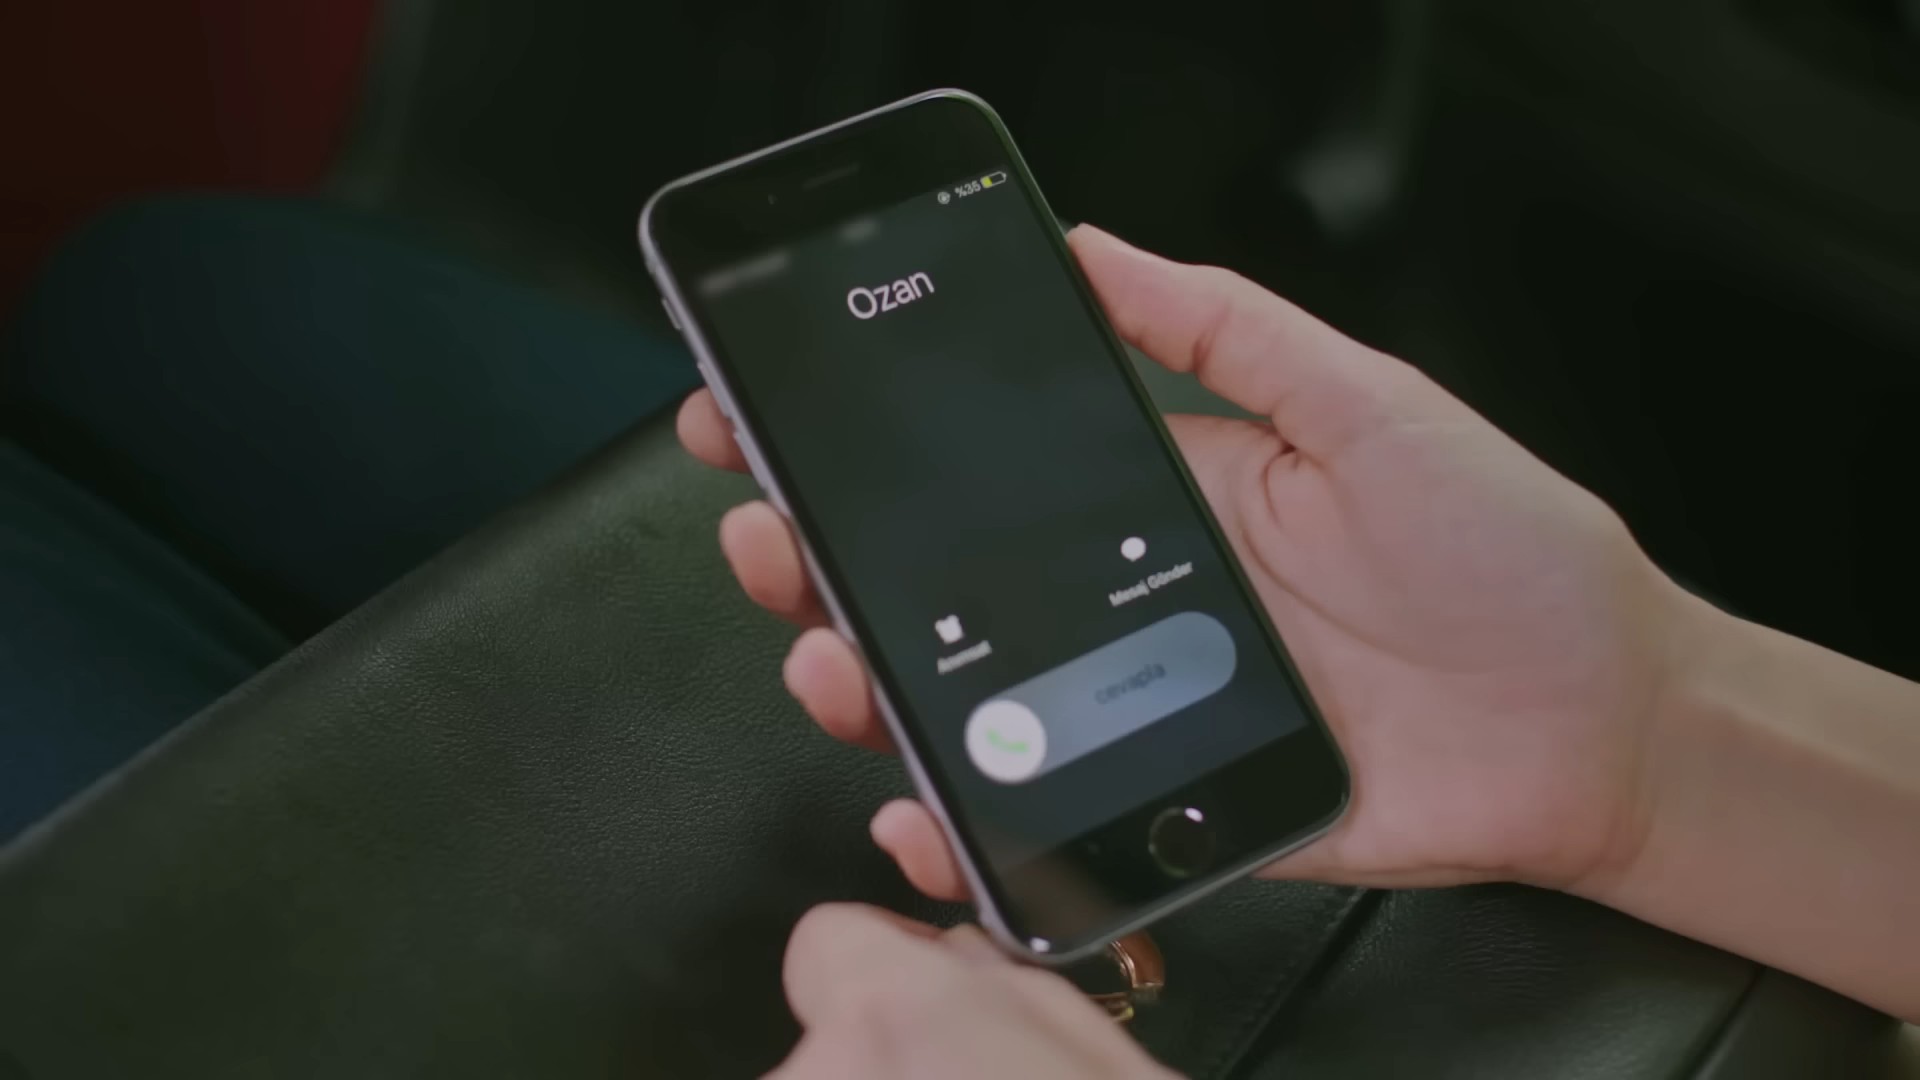 %35
Ozan
Mesaj Gönder
Anımsat
cevapla